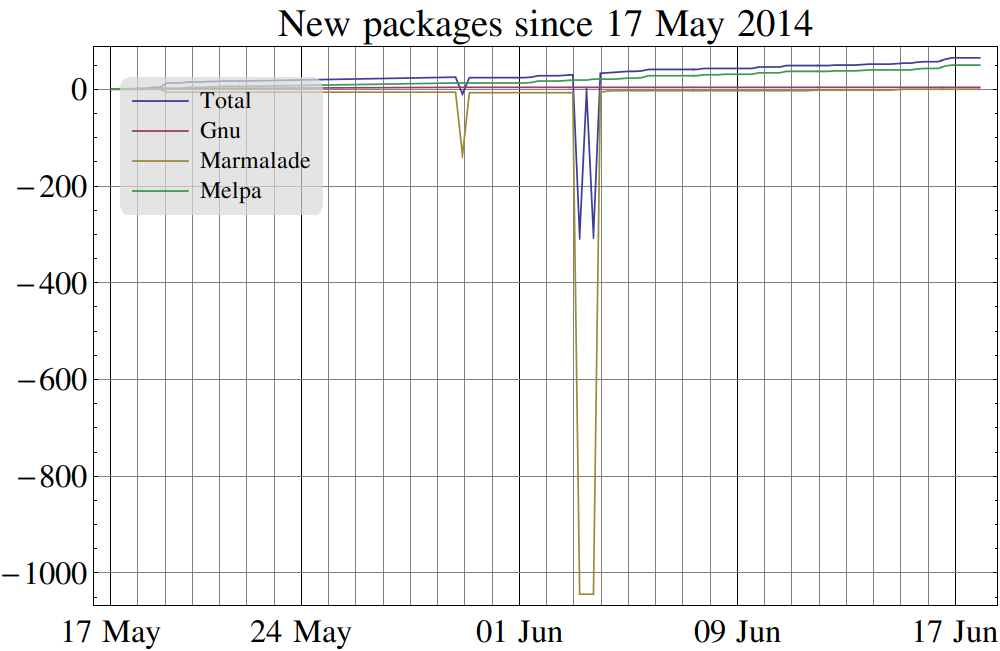 New packages since 17 May 2014
0
Total
Gnu
Marmalade
Melpa
−200
−400
−600
−800
−1000
17 May 24 May 01 Jun 09 Jun 17 Jun